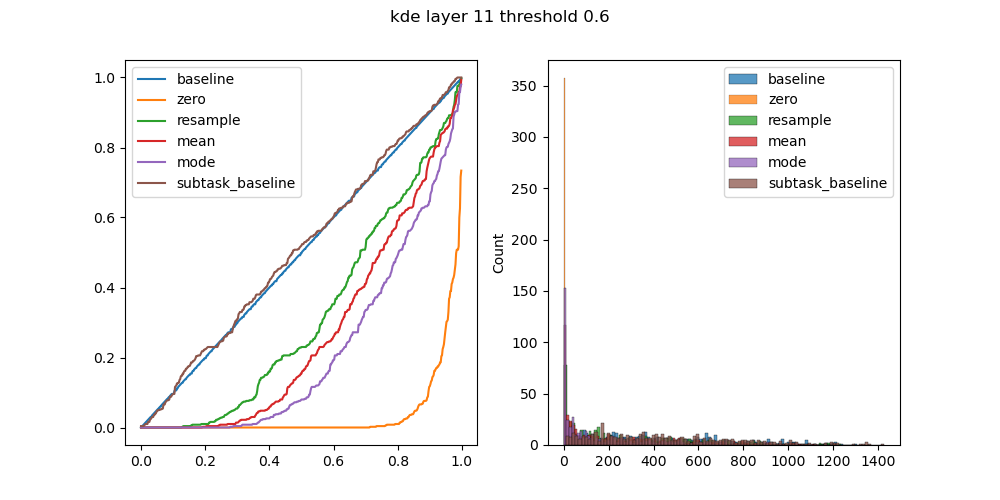 kde layer 11 threshold 0.6
baseline
zero
resample
mean
mode
subtask_baseline
1.0
0.8
0.6
0.4
0.2
0.0
0.0 0.2 0.4 0.6 0.8 1.0
baseline
zero
resample
mean
mode
subtask_baseline
Count
350
300
250
200
150
100
50
0
0 200 400 600 800 1000 1200 1400